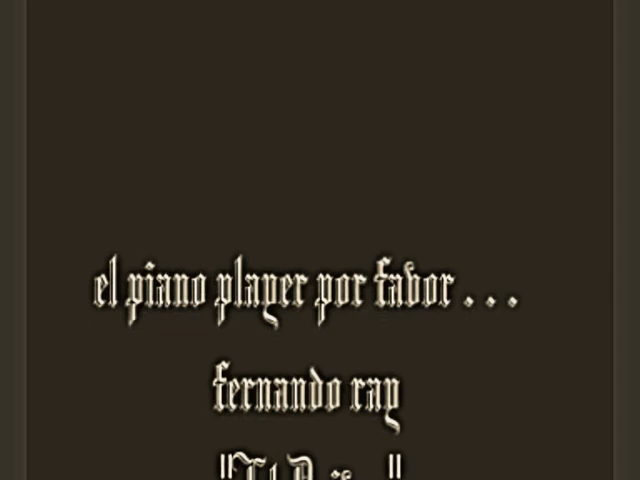 el piano player por favor . . .
fernando ray